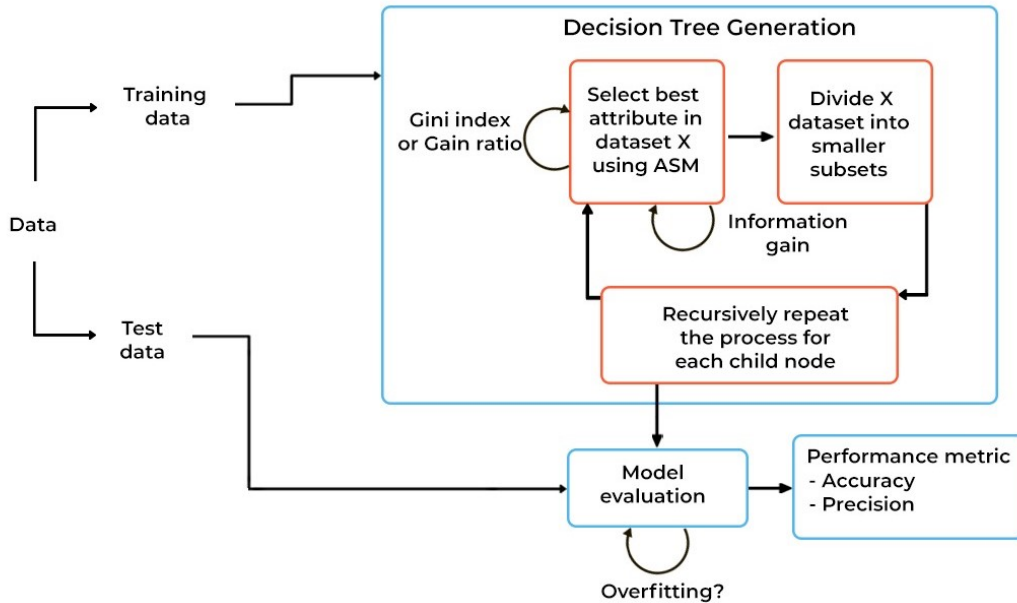 Decision Tree Generation
Training
data
Gini index
or Gain ratio
Select best
attribute in
dataset X
using ASM
Divide X
dataset into
smaller
subsets
Data
Information
gain
Test
data
Recursively repeat
the process for
each child node
Model
evaluation
Performance metric
- Accuracy
- Precision
Overfitting?